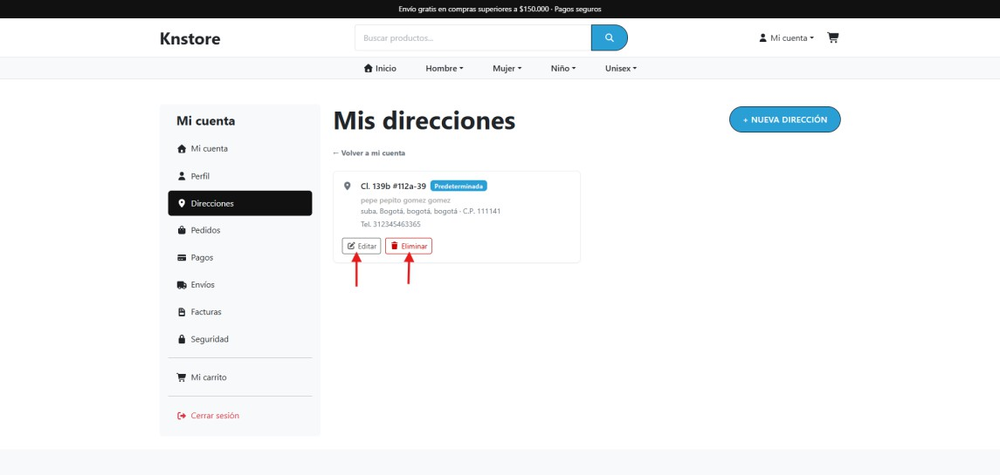 Envío gratis en compras superiores a $150.000 · Pagos seguros
Knstore
Buscar productos...
Mi cuenta
Inicio
Hombre
Mujer
Niño
Unisex
Mi cuenta
Mi cuenta
Perfil
Direcciones
Pedidos
Pagos
Envíos
Facturas
Seguridad
Mi carrito
Cerrar sesión
Mis direcciones
+ NUEVA DIRECCIÓN
← Volver a mi cuenta
Cl. 139b #112a-39 Predeterminada
pepe pepito gomez gomez
suba, Bogotá, bogotá, bogotá · C.P. 111141
Tel. 312345463365
Editar
Eliminar